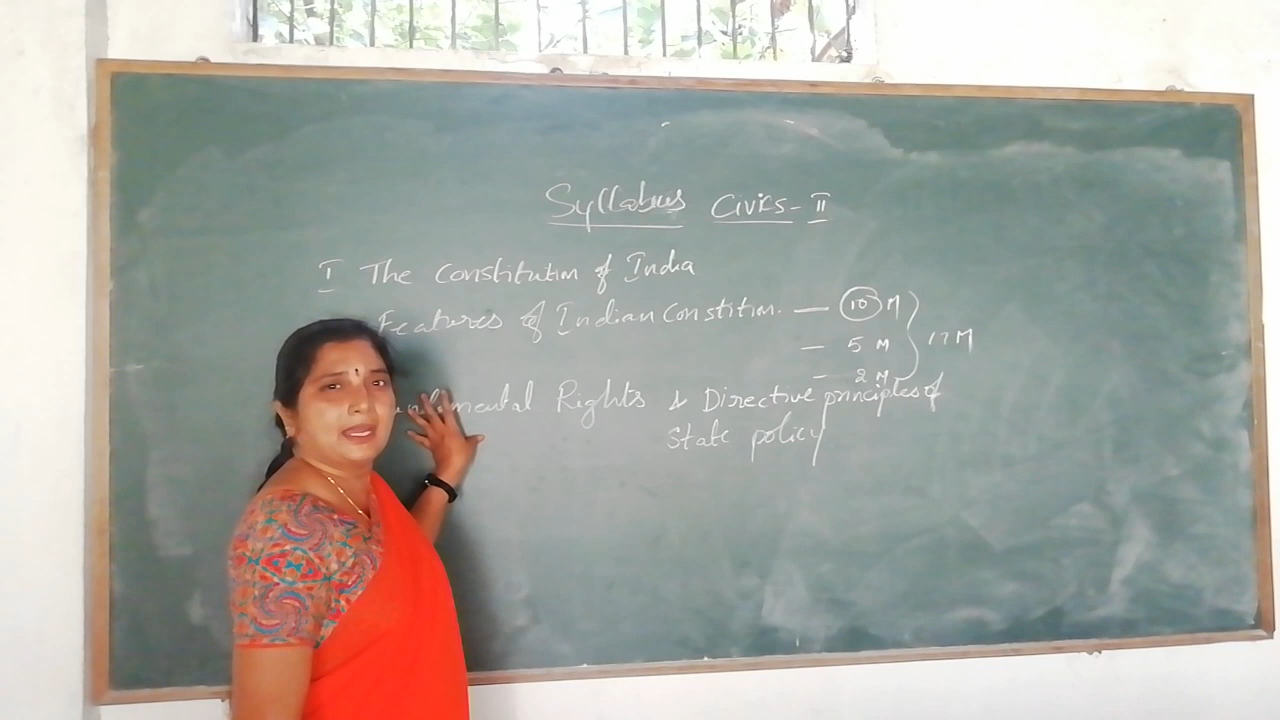 Syllabus Civics - II
I The Constitution of India
Features of Indian Constition. — 10 M
— 5 M 17 M
— 2 M
Rights & Directive principles of
State policy